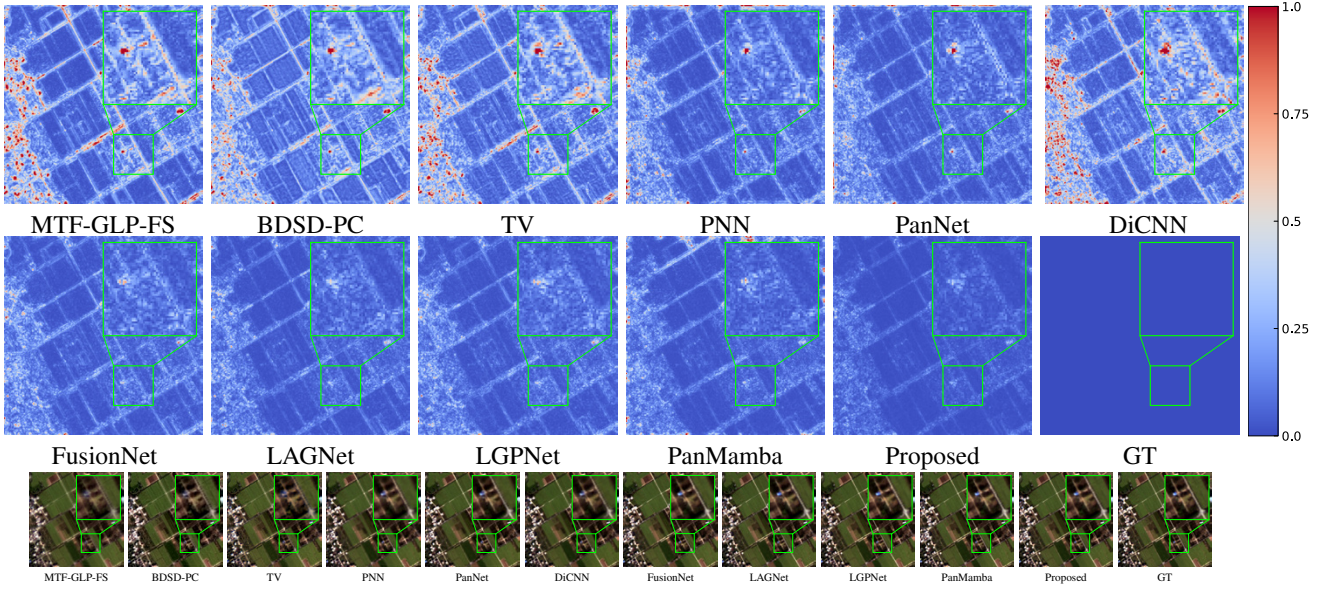 1.0
0.75
0.5
0.25
0.0
MTF-GLP-FS BDSD-PC TV PNN PanNet DiCNN
FusionNet LAGNet LGPNet PanMamba Proposed GT
MTF-GLP-FS BDSD-PC TV PNN PanNet DiCNN FusionNet LAGNet LGPNet PanMamba Proposed GT